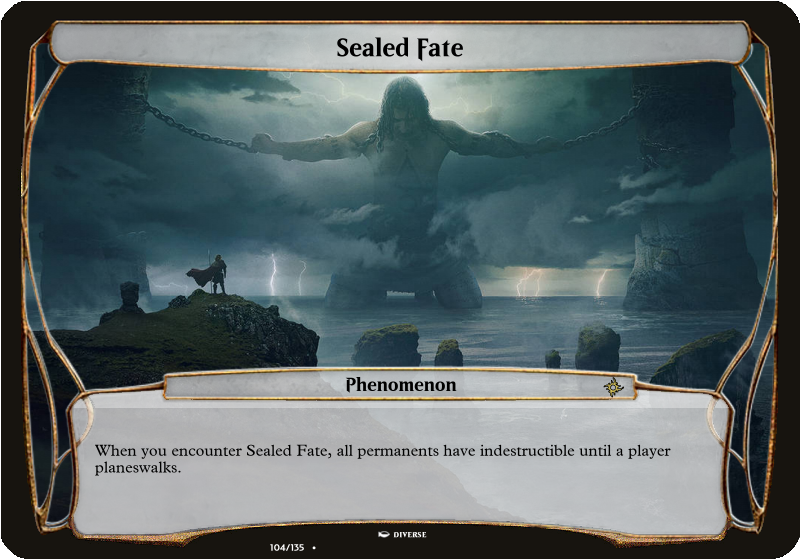 Sealed Fate
Phenomenon
When you encounter Sealed Fate, all permanents have indestructible until a player
planeswalks.
DIVERSE
104/135 •